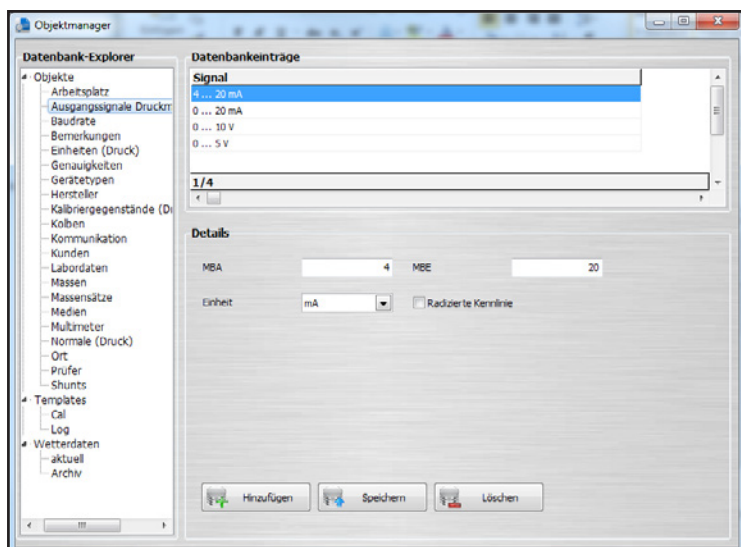 Objektmanager
Datenbank-Explorer
Objekte
Arbeitsplatz
Ausgangssignale Druckm
Baudrate
Bemerkungen
Einheiten (Druck)
Genauigkeiten
Gerätetypen
Hersteller
Kalibriergegenstände (Dr
Kolben
Kommunikation
Kunden
Labordaten
Massen
Massensätze
Medien
Multimeter
Normale (Druck)
Ort
Prüfer
Shunts
Templates
Cal
Log
Wetterdaten
aktuell
Archiv
Datenbankeinträge
Signal
4 ... 20 mA
0 ... 20 mA
0 ... 10 V
0 ... 5 V
1/4
Details
MBA 4 MBE 20
Einheit mA Radizierte Kennlinie
Hinzufügen Speichern Löschen